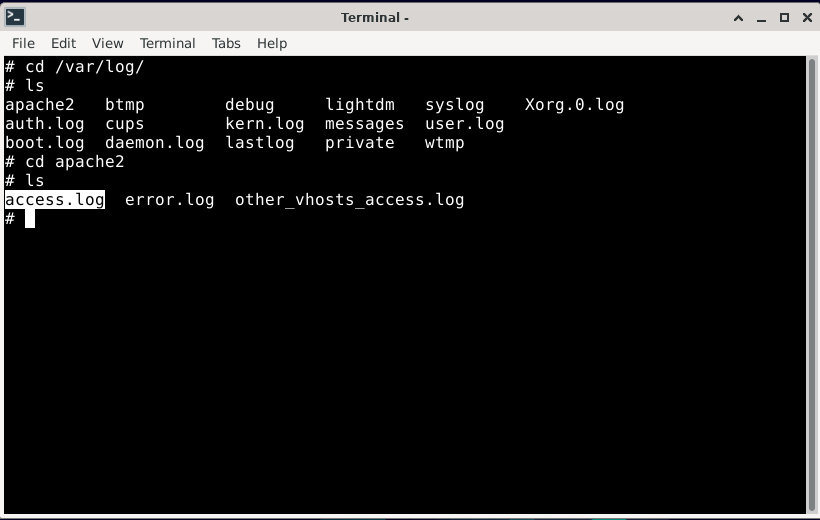 Terminal -
File Edit View Terminal Tabs Help
# cd /var/log/
# ls
apache2   btmp        debug     lightdm   syslog    Xorg.0.log
auth.log  cups        kern.log  messages  user.log
boot.log  daemon.log  lastlog   private   wtmp
# cd apache2
# ls
access.log  error.log  other_vhosts_access.log
#